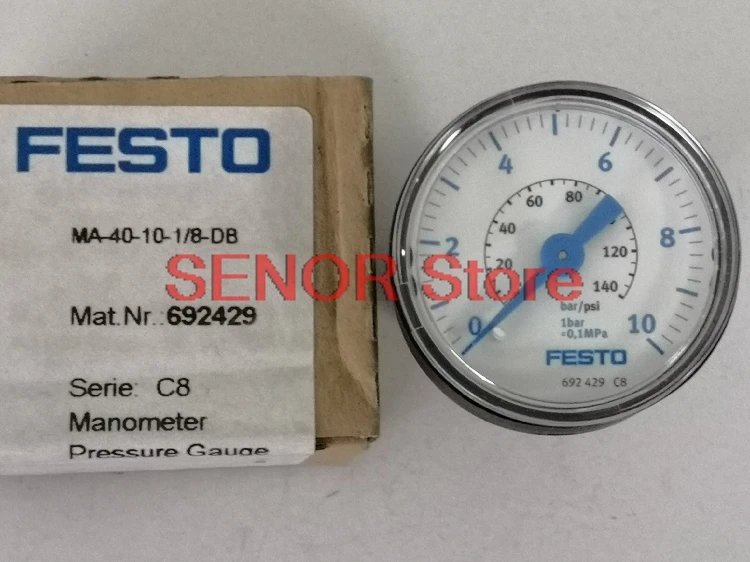 FESTO
MA-40-10-1/8-DB
Mat.Nr.:692429
Serie: C8
Manometer
Pressure Gauge
SENOR Store
0
2
4
6
8
10
20
40
60
80
120
140
bar/psi
1bar
=0,1MPa
FESTO
692 429 C8